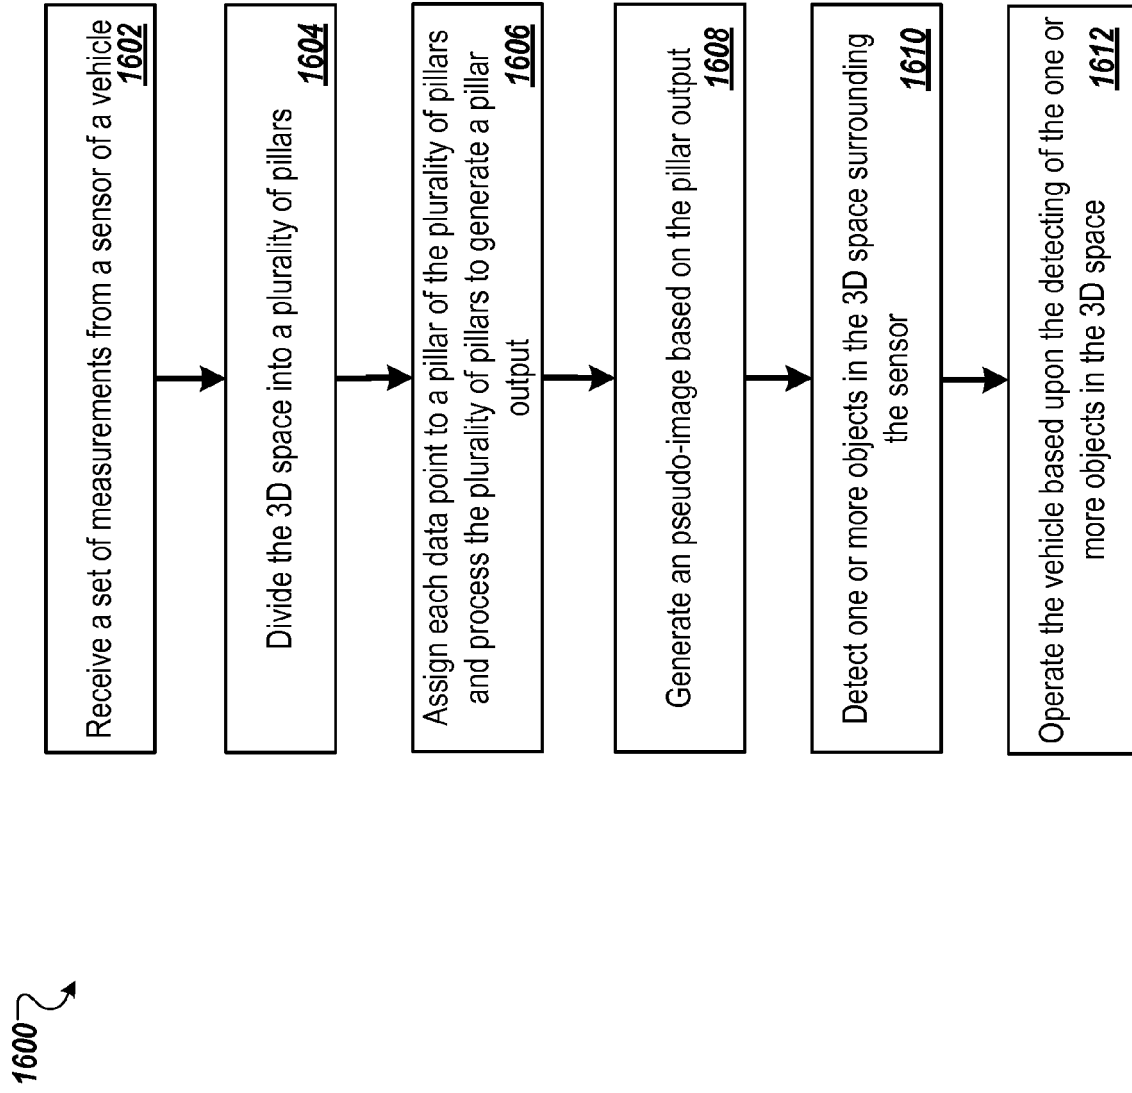 1600
Receive a set of measurements from a sensor of a vehicle
1602
Divide the 3D space into a plurality of pillars
1604
Assign each data point to a pillar of the plurality of pillars
and process the plurality of pillars to generate a pillar
output
1606
Generate an pseudo-image based on the pillar output
1608
Detect one or more objects in the 3D space surrounding
the sensor
1610
Operate the vehicle based upon the detecting of the one or
more objects in the 3D space
1612